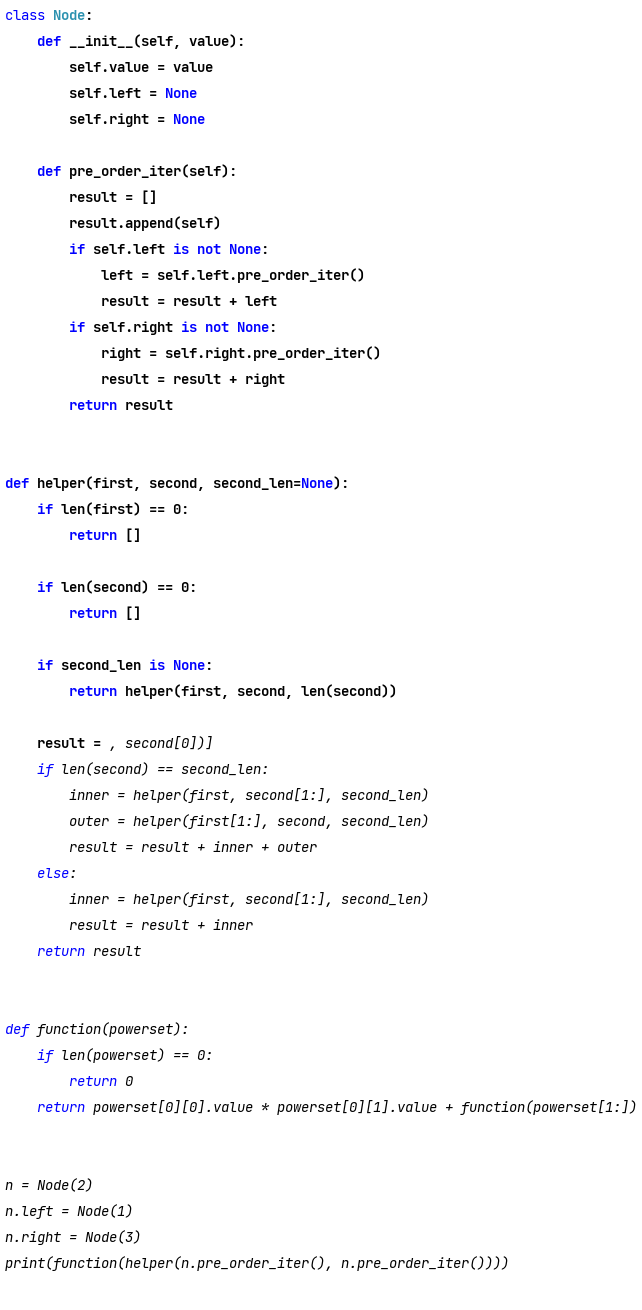 class Node:
    def __init__(self, value):
        self.value = value
        self.left = None
        self.right = None

    def pre_order_iter(self):
        result = []
        result.append(self)
        if self.left is not None:
            left = self.left.pre_order_iter()
            result = result + left
        if self.right is not None:
            right = self.right.pre_order_iter()
            result = result + right
        return result


def helper(first, second, second_len=None):
    if len(first) == 0:
        return []

    if len(second) == 0:
        return []

    if second_len is None:
        return helper(first, second, len(second))

    result = , second[0])]
    if len(second) == second_len:
        inner = helper(first, second[1:], second_len)
        outer = helper(first[1:], second, second_len)
        result = result + inner + outer
    else:
        inner = helper(first, second[1:], second_len)
        result = result + inner
    return result


def function(powerset):
    if len(powerset) == 0:
        return 0
    return powerset[0][0].value * powerset[0][1].value + function(powerset[1:])


n = Node(2)
n.left = Node(1)
n.right = Node(3)
print(function(helper(n.pre_order_iter(), n.pre_order_iter())))